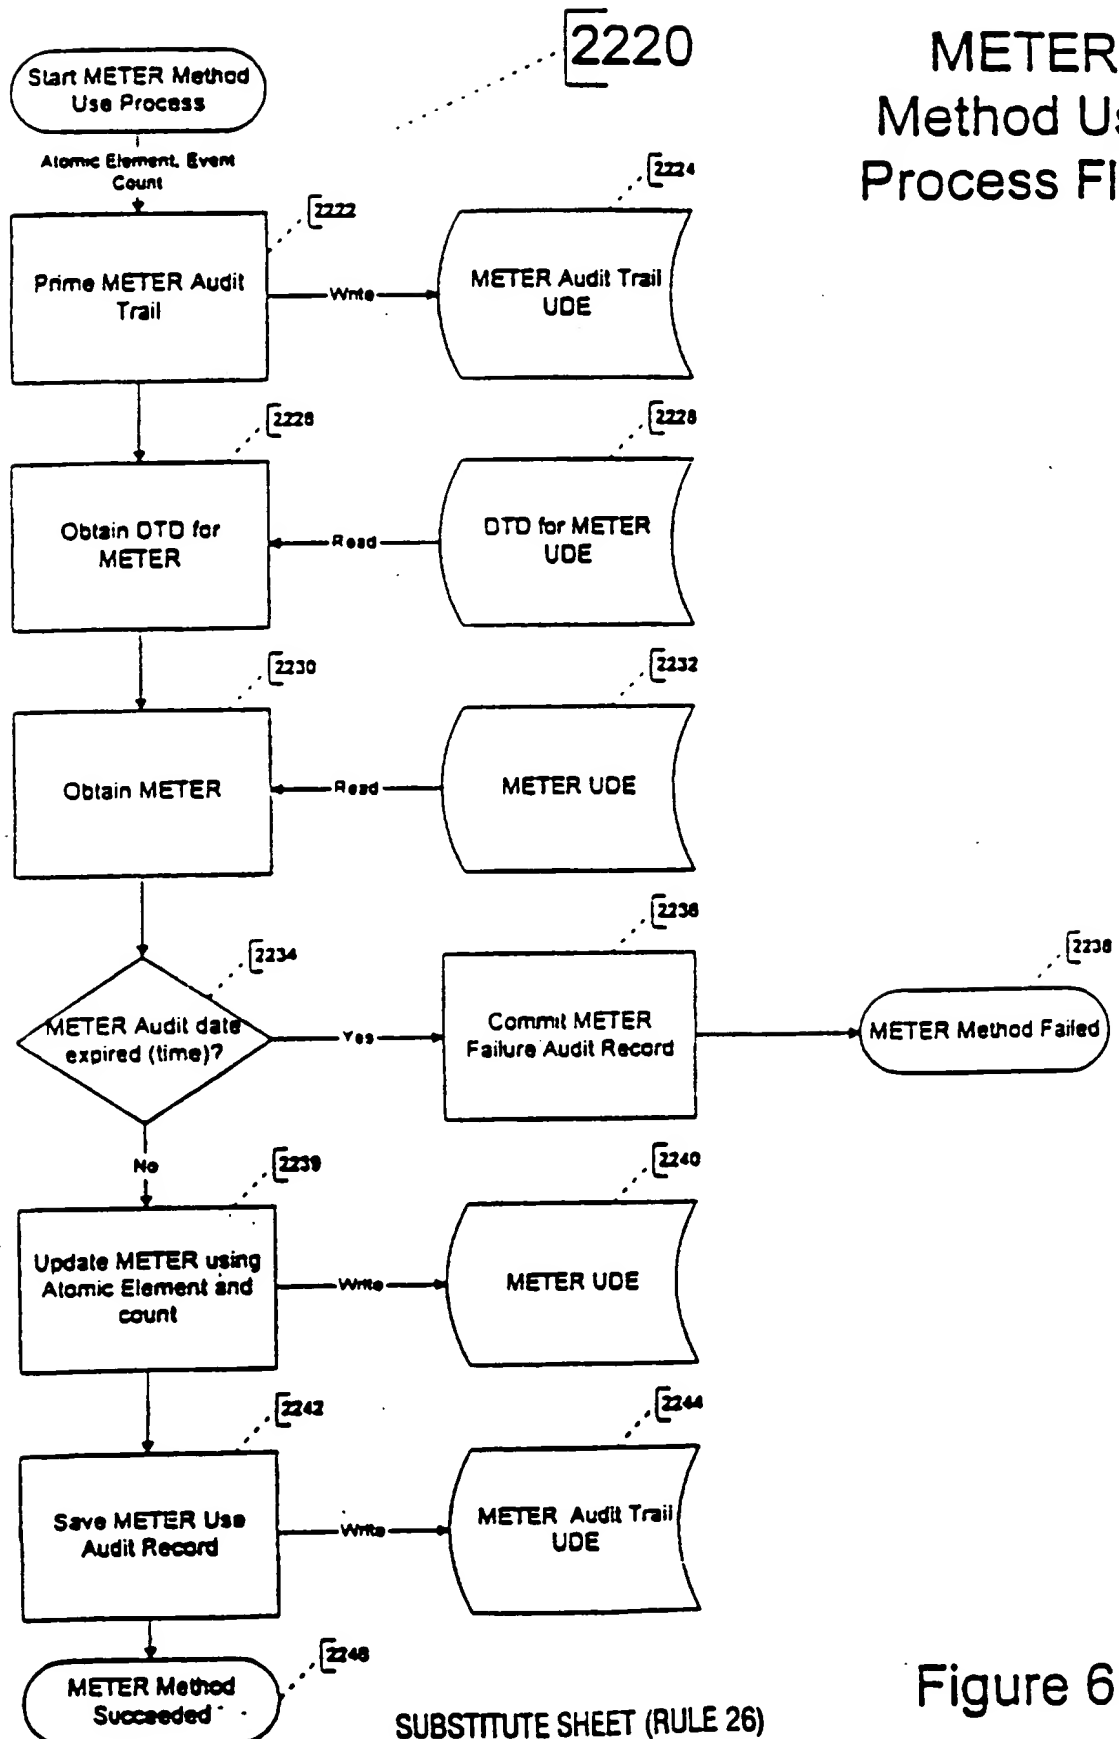 2220
METER
Method Us
Process Fl
Start METER Method
Use Process
Atomic Element, Event
Count
2222
2224
Prime METER Audit
Trail
Write
METER Audit Trail
UDE
2226
2228
Obtain DTD for
METER
Read
DTD for METER
UDE
2230
2232
Obtain METER
Read
METER UDE
2234
2236
2238
METER Audit date
expired (time)?
Yes
Commit METER
Failure Audit Record
METER Method Failed
No
2239
2240
Update METER using
Atomic Element and
count
Write
METER UDE
2242
2244
Save METER Use
Audit Record
Write
METER Audit Trail
UDE
2246
METER Method
Succeeded
Figure 6
SUBSTITUTE SHEET (RULE 26)